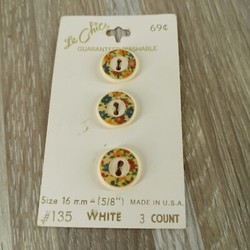 Le Chic 69¢
GUARANTEED WASHABLE
Size 16 mm = (5/8") MADE IN U.S.A.
#135 WHITE 3 COUNT